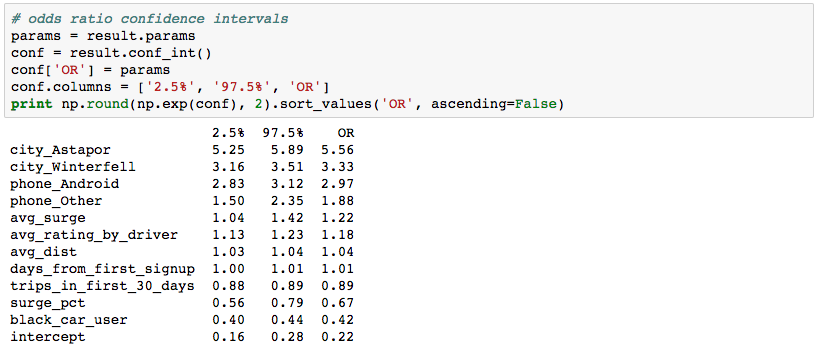 # odds ratio confidence intervals
params = result.params
conf = result.conf_int()
conf['OR'] = params
conf.columns = ['2.5%', '97.5%', 'OR']
print np.round(np.exp(conf), 2).sort_values('OR', ascending=False)
2.5% 97.5% OR
city_Astapor 5.25 5.89 5.56
city_Winterfell 3.16 3.51 3.33
phone_Android 2.83 3.12 2.97
phone_Other 1.50 2.35 1.88
avg_surge 1.04 1.42 1.22
avg_rating_by_driver 1.13 1.23 1.18
avg_dist 1.03 1.04 1.04
days_from_first_signup 1.00 1.01 1.01
trips_in_first_30_days 0.88 0.89 0.89
surge_pct 0.56 0.79 0.67
black_car_user 0.40 0.44 0.42
intercept 0.16 0.28 0.22